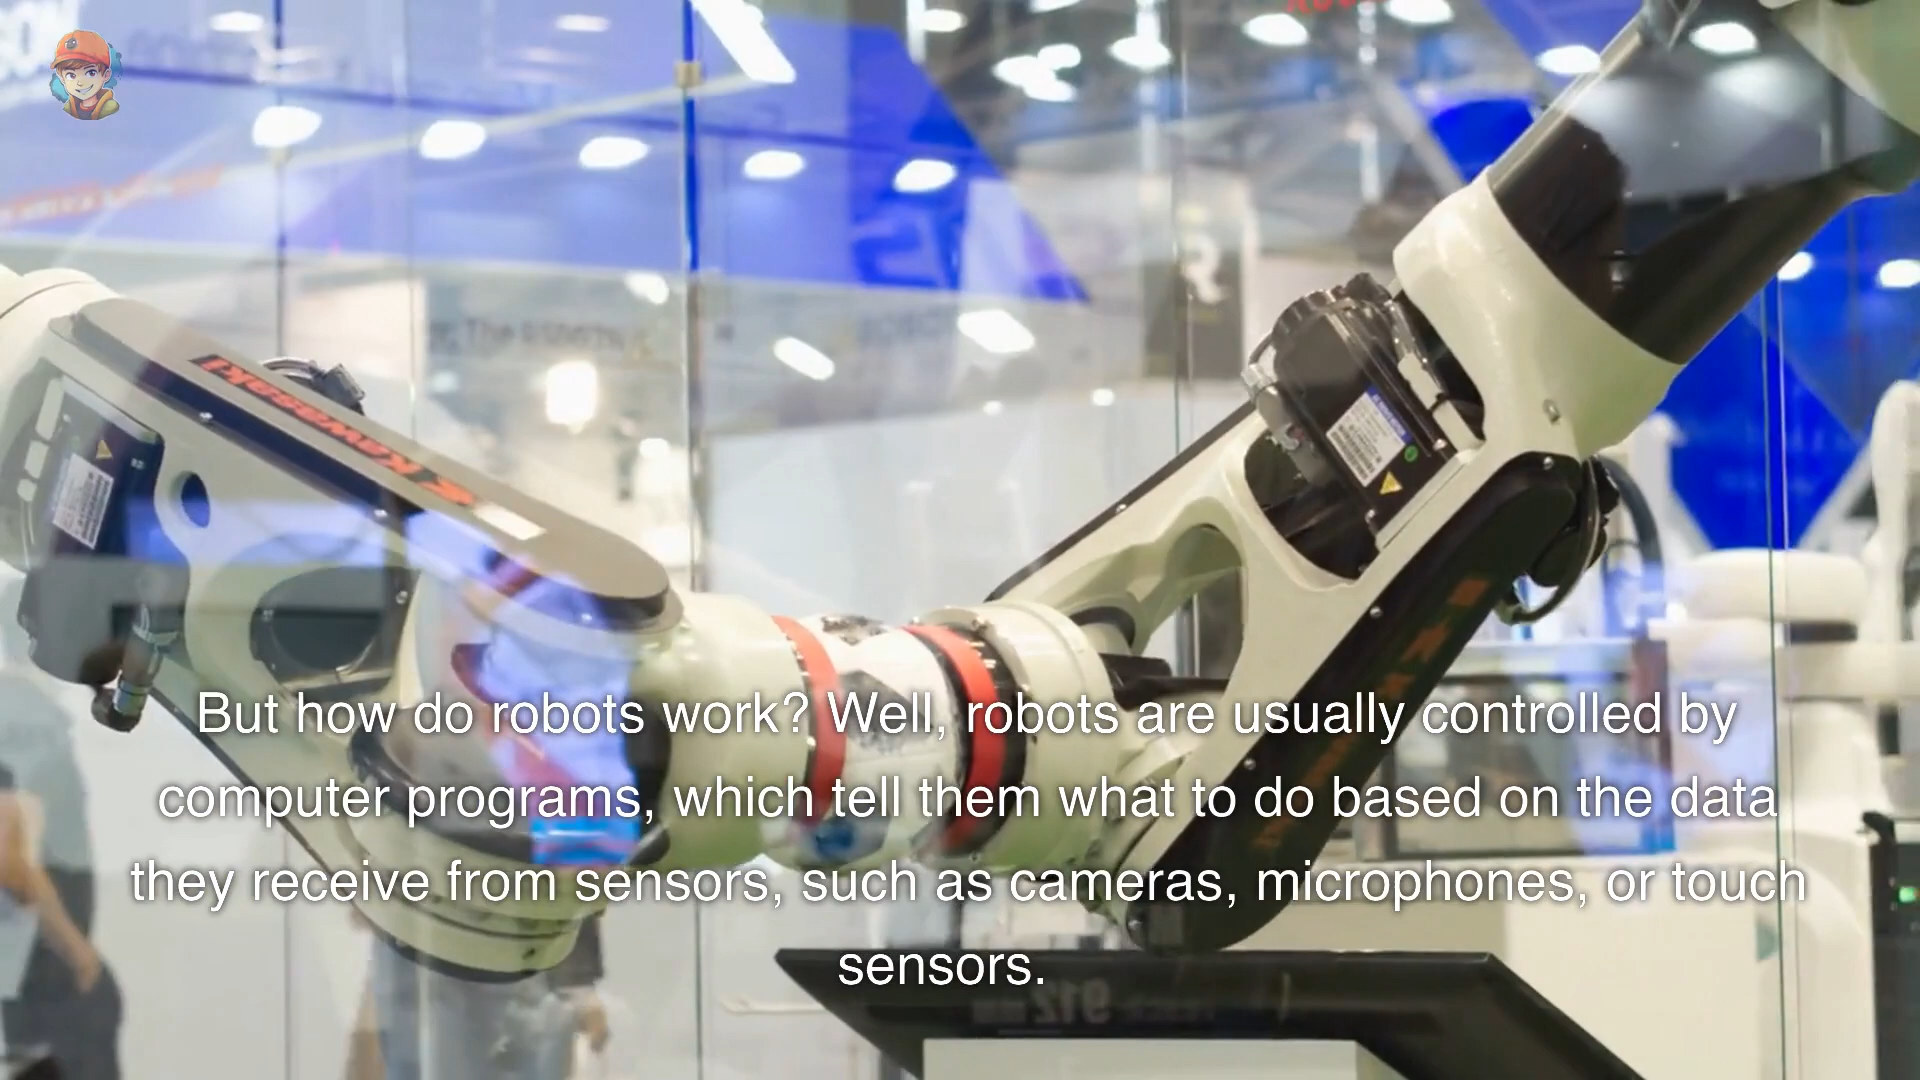 Kawasaki
But how do robots work? Well, robots are usually controlled by
computer programs, which tell them what to do based on the data
they receive from sensors, such as cameras, microphones, or touch
sensors.
912